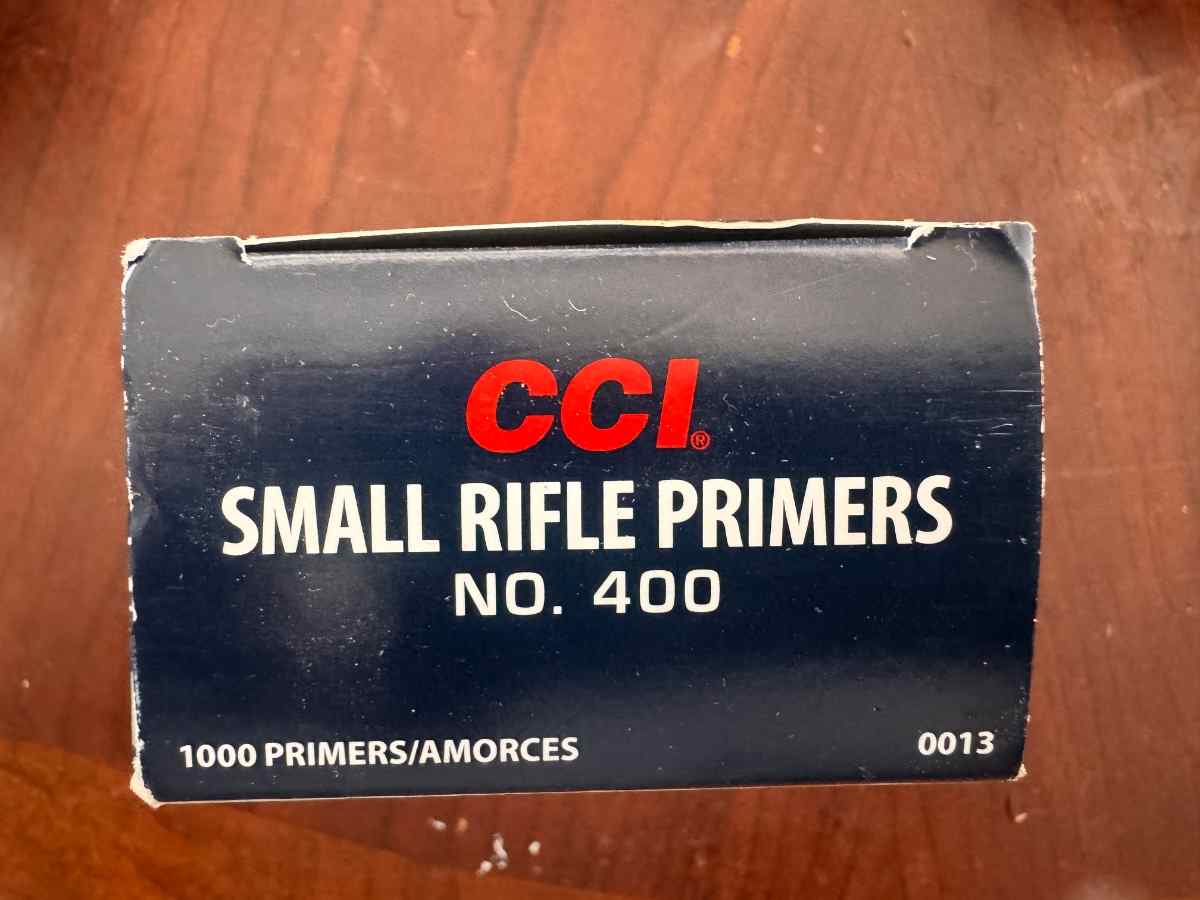 CCI®
SMALL RIFLE PRIMERS
NO. 400
1000 PRIMERS/AMORCES
0013